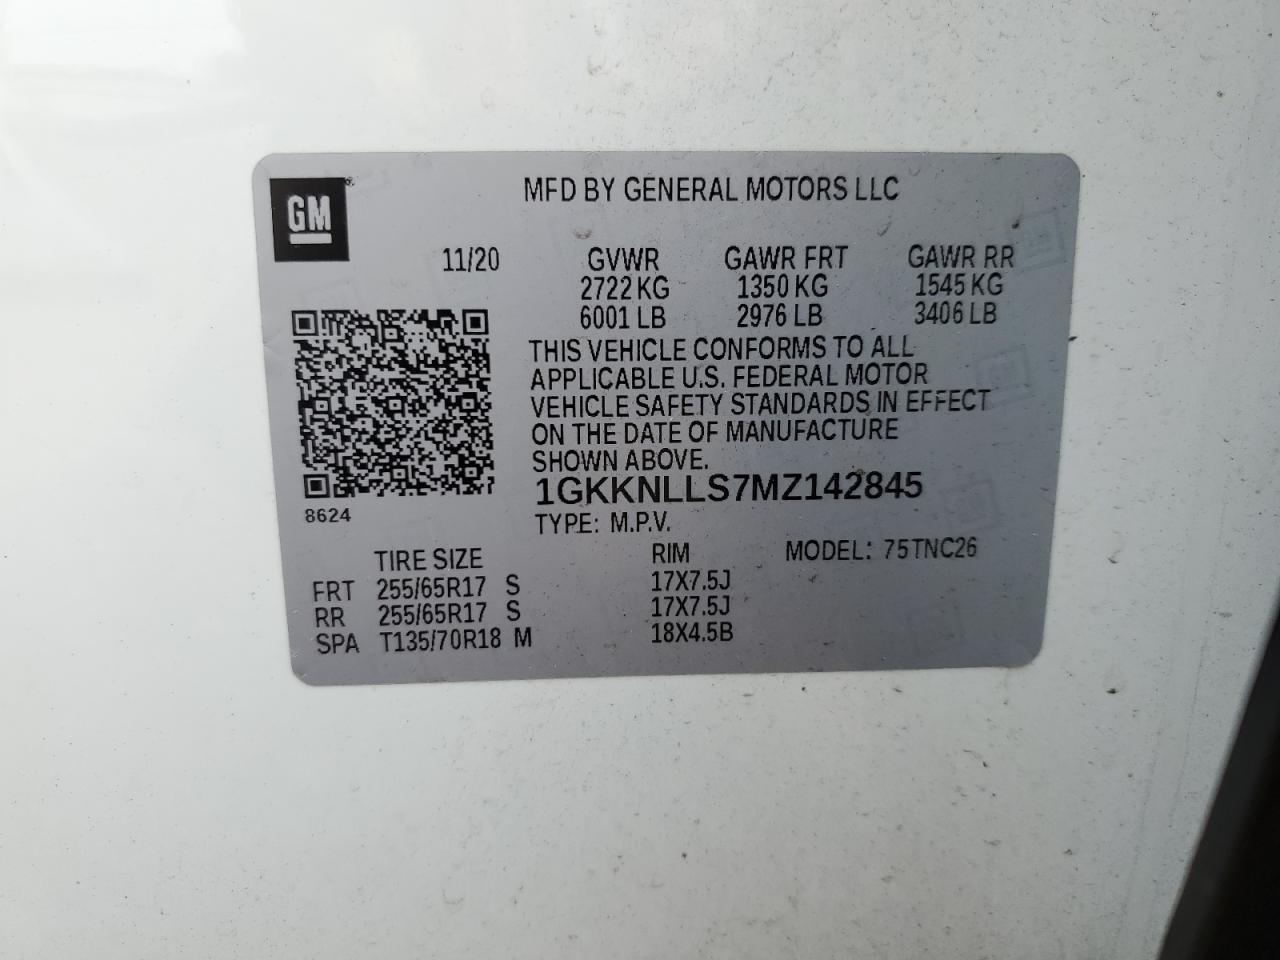 GM
MFD BY GENERAL MOTORS LLC
11/20 GVWR GAWR FRT GAWR RR
2722 KG 1350 KG 1545 KG
6001 LB 2976 LB 3406 LB
THIS VEHICLE CONFORMS TO ALL
APPLICABLE U.S. FEDERAL MOTOR
VEHICLE SAFETY STANDARDS IN EFFECT
ON THE DATE OF MANUFACTURE
SHOWN ABOVE.
1GKKNLLS7MZ142845
8624
TYPE: M.P.V.
TIRE SIZE RIM MODEL: 75TNC26
FRT 255/65R17 S 17X7.5J
RR 255/65R17 S 17X7.5J
SPA T135/70R18 M 18X4.5B